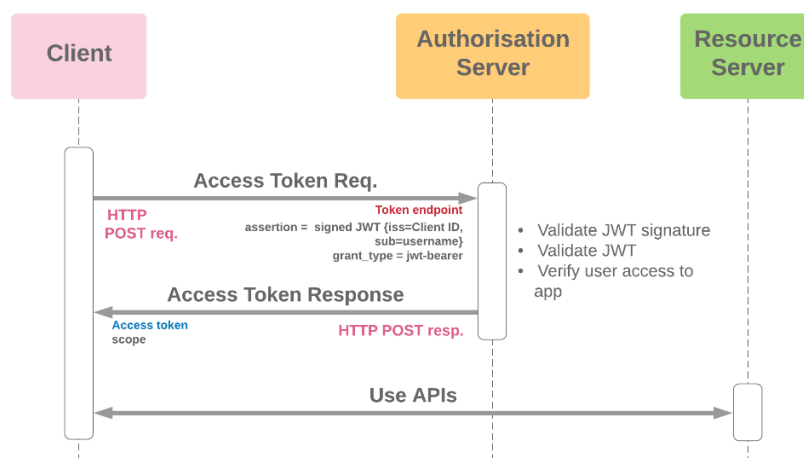 Client
Authorisation
Server
Resource
Server
Access Token Req.
HTTP
POST req.
Token endpoint
assertion = signed JWT {iss=Client ID,
sub=username}
grant_type = jwt-bearer
• Validate JWT signature
• Validate JWT
• Verify user access to
app
Access Token Response
Access token
scope
HTTP POST resp.
Use APIs